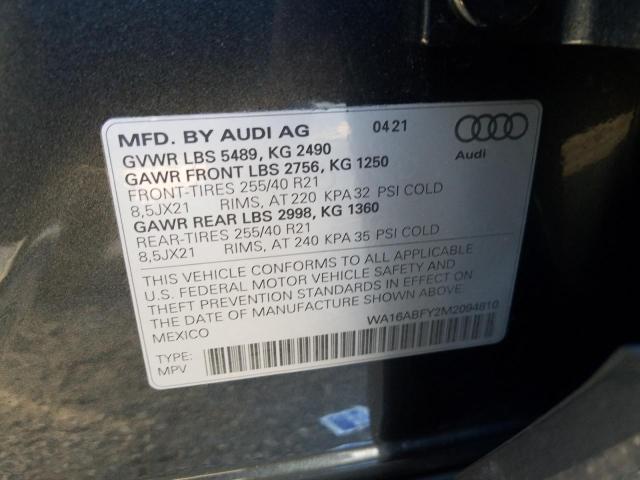 MFD. BY AUDI AG 0421
Audi
GVWR LBS 5489, KG 2490
GAWR FRONT LBS 2756, KG 1250
FRONT-TIRES 255/40 R21
8,5JX21 RIMS, AT 220 KPA 32 PSI COLD
GAWR REAR LBS 2998, KG 1360
REAR-TIRES 255/40 R21
8,5JX21 RIMS, AT 240 KPA 35 PSI COLD
THIS VEHICLE CONFORMS TO ALL APPLICABLE
U.S. FEDERAL MOTOR VEHICLE SAFETY AND
THEFT PREVENTION STANDARDS IN EFFECT ON
THE DATE OF MANUFACTURE SHOWN ABOVE.
MEXICO
WA16ABFY2M2094810
TYPE:
MPV